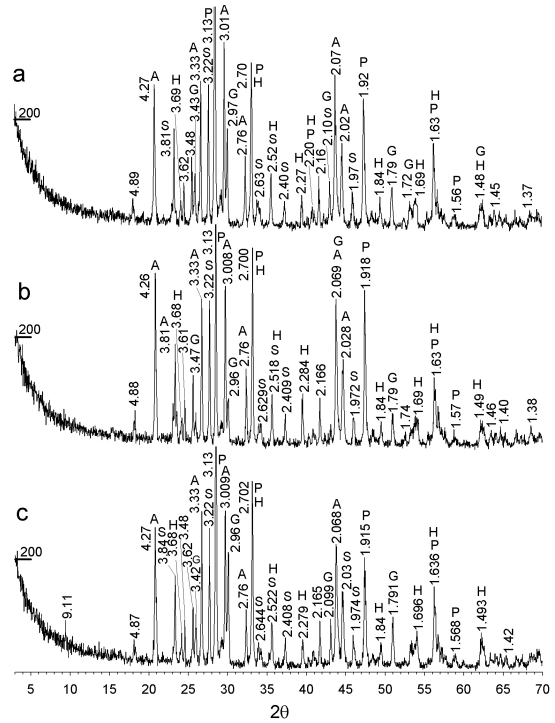 a
200
4.89
4.27 A
3.81 S
3.69 H
3.62
3.48
3.43 G
3.33 A
3.22 S
3.13 P
3.01 A
2.97 G
2.76 A
2.70 P H
2.63 S
2.52 S H
2.40 S
2.27 H
2.20 P H
2.16
2.10 S G
2.07 A
2.02 A
1.97 S
1.92 P
1.84 H
1.79 G
1.72 G
1.69 H
1.63 P H
1.56 P
1.48 H G
1.45
1.37
b
200
4.88
4.26 A
3.81 A
3.68 H
3.61
3.47 G
3.33 A
3.22 S
3.13 P
3.008 A
2.96 G
2.76 A
2.700 P H
2.629 S
2.518 S H
2.409 S
2.284 H
2.166
2.069 A G
2.028 A
1.972 S
1.918 P
1.84 H
1.79 G
1.74
1.69 H
1.63 P H
1.57 P
1.49 H
1.46
1.40
1.38
c
200
9.11
4.87
4.27 A
3.84 S
3.68 H
3.62
3.48
3.42 G
3.33 A
3.22 S
3.13 P
3.009 A
2.96 G
2.76 A
2.702 P H
2.644 S
2.522 S H
2.408 S
2.279 H
2.165
2.099 G
2.068 A
2.03 S
1.974 S
1.915 P
1.84 H
1.791 G
1.696 H
1.636 P H
1.568 P
1.493 H
1.42
5 10 15 20 25 30 35 40 45 50 55 60 65 70
2θ